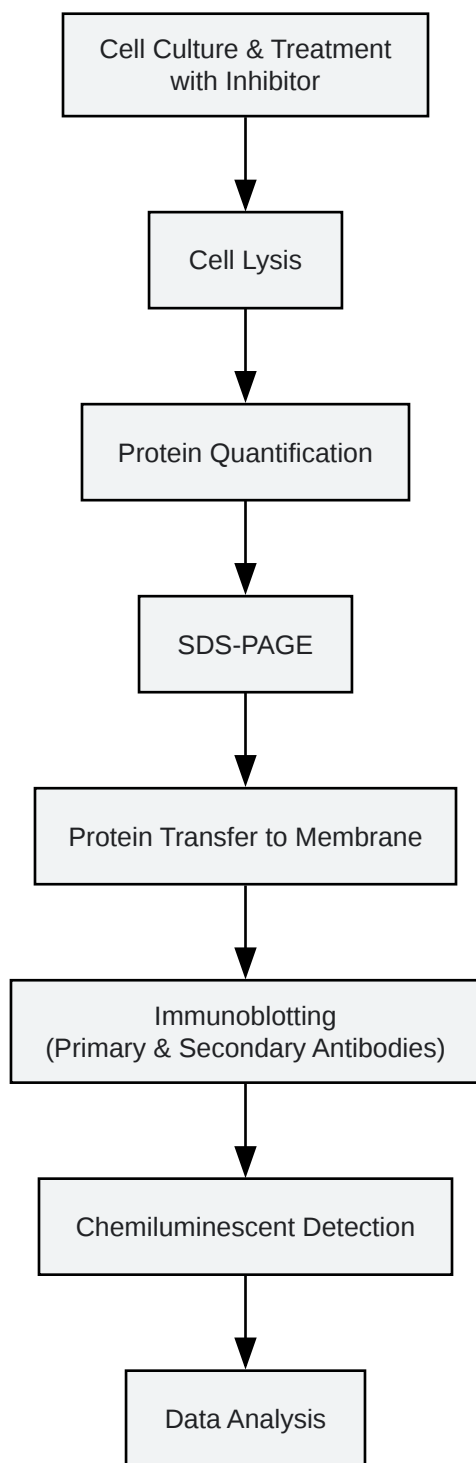 Cell Culture & Treatment
with Inhibitor
Cell Lysis
Protein Quantification
SDS-PAGE
Protein Transfer to Membrane
Immunoblotting
(Primary & Secondary Antibodies)
Chemiluminescent Detection
Data Analysis